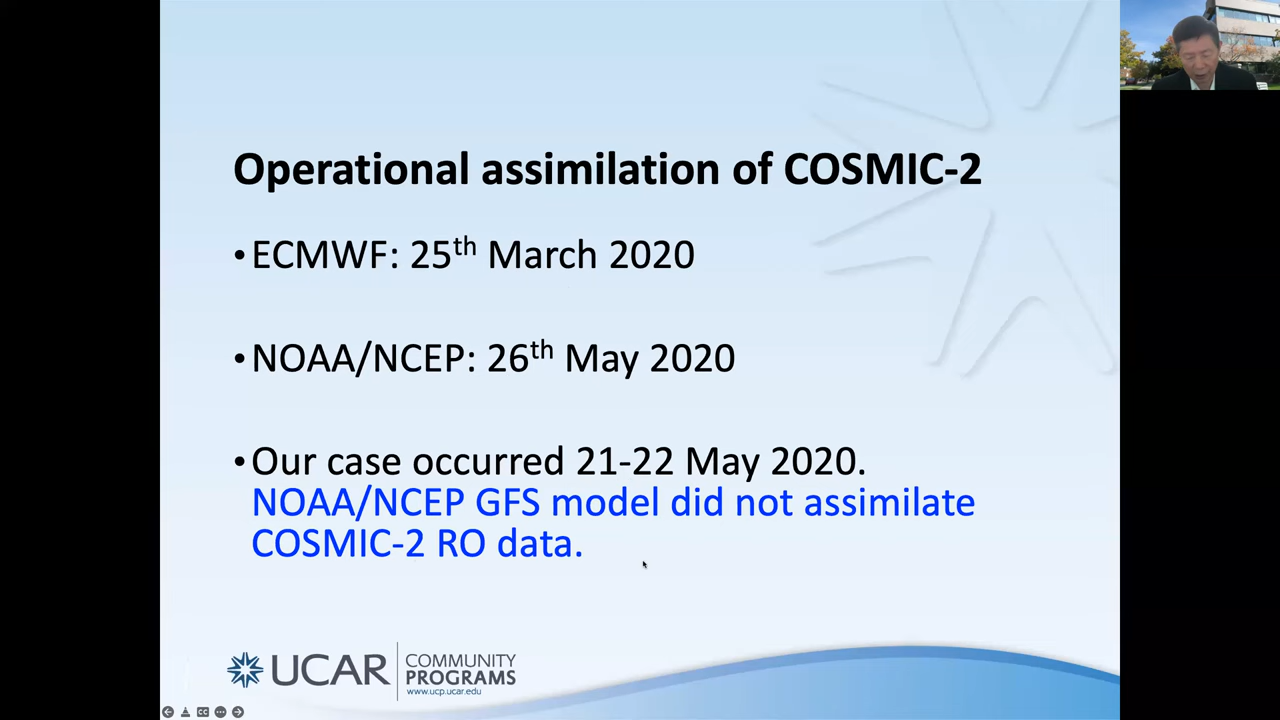 Operational assimilation of COSMIC-2
•ECMWF: 25th March 2020
•NOAA/NCEP: 26th May 2020
•Our case occurred 21-22 May 2020.
NOAA/NCEP GFS model did not assimilate
COSMIC-2 RO data.
UCAR
COMMUNITY
PROGRAMS
www.ucp.ucar.edu
CC